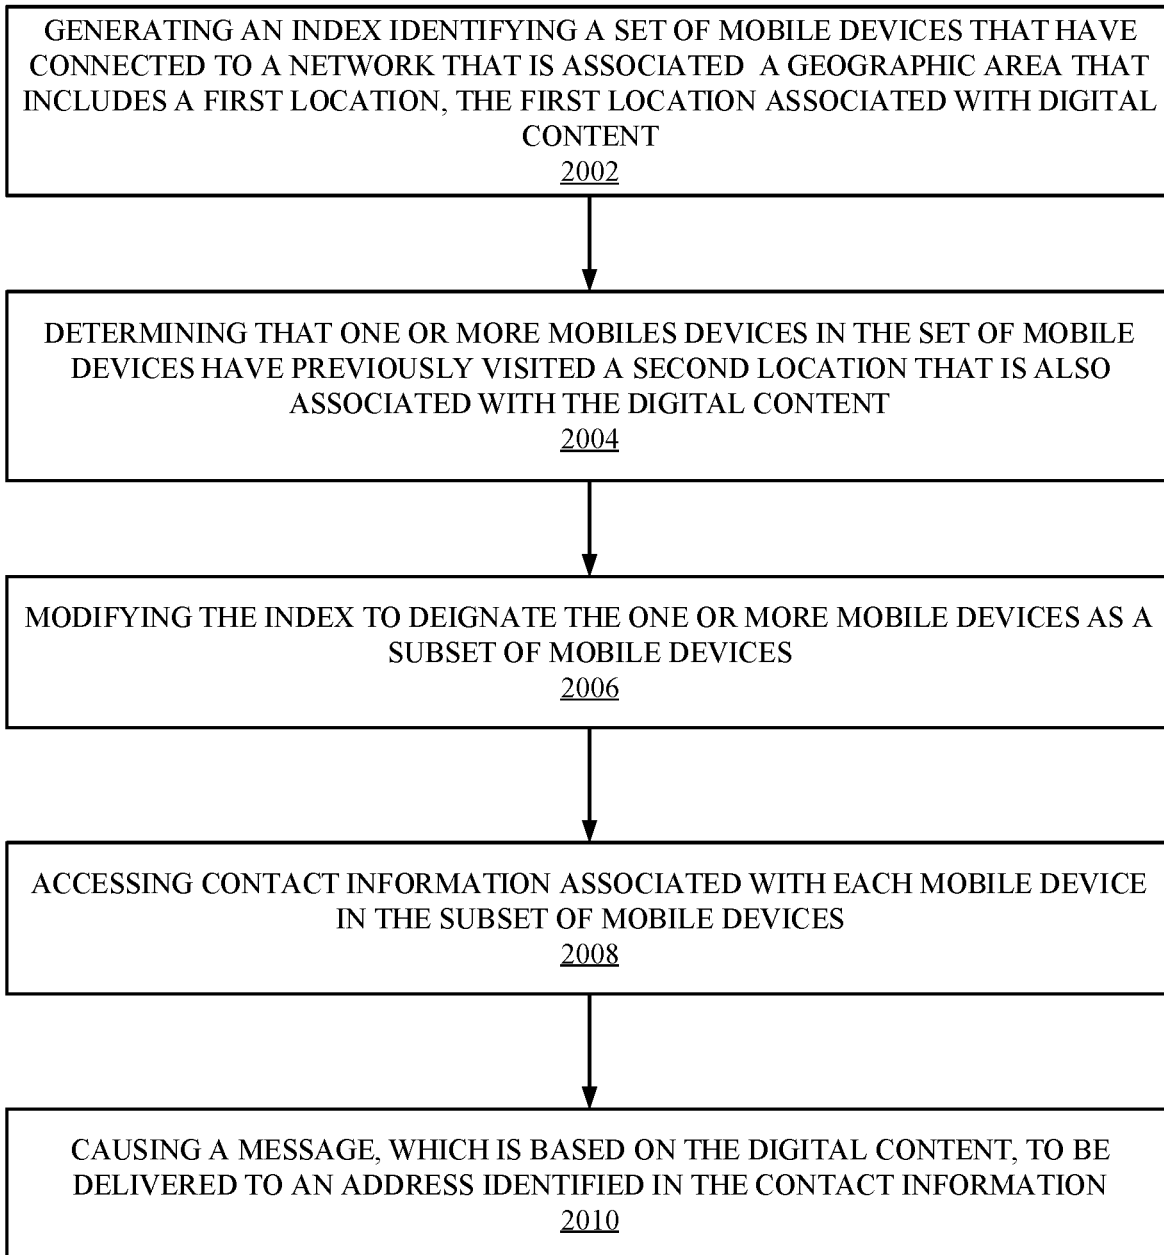 GENERATING AN INDEX IDENTIFYING A SET OF MOBILE DEVICES THAT HAVE
CONNECTED TO A NETWORK THAT IS ASSOCIATED A GEOGRAPHIC AREA THAT
INCLUDES A FIRST LOCATION, THE FIRST LOCATION ASSOCIATED WITH DIGITAL
CONTENT
2002
DETERMINING THAT ONE OR MORE MOBILES DEVICES IN THE SET OF MOBILE
DEVICES HAVE PREVIOUSLY VISITED A SECOND LOCATION THAT IS ALSO
ASSOCIATED WITH THE DIGITAL CONTENT
2004
MODIFYING THE INDEX TO DEIGNATE THE ONE OR MORE MOBILE DEVICES AS A
SUBSET OF MOBILE DEVICES
2006
ACCESSING CONTACT INFORMATION ASSOCIATED WITH EACH MOBILE DEVICE
IN THE SUBSET OF MOBILE DEVICES
2008
CAUSING A MESSAGE, WHICH IS BASED ON THE DIGITAL CONTENT, TO BE
DELIVERED TO AN ADDRESS IDENTIFIED IN THE CONTACT INFORMATION
2010